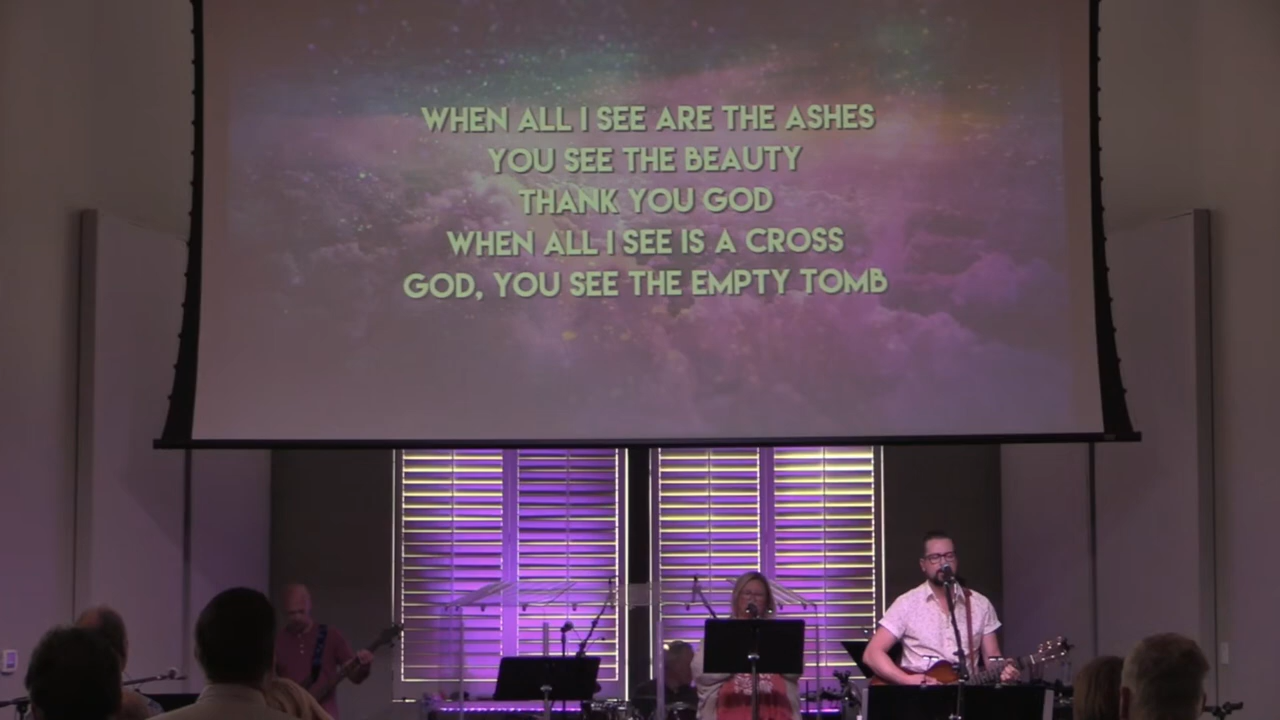 WHEN ALL I SEE ARE THE ASHES
YOU SEE THE BEAUTY
THANK YOU GOD
WHEN ALL I SEE IS A CROSS
GOD, YOU SEE THE EMPTY TOMB